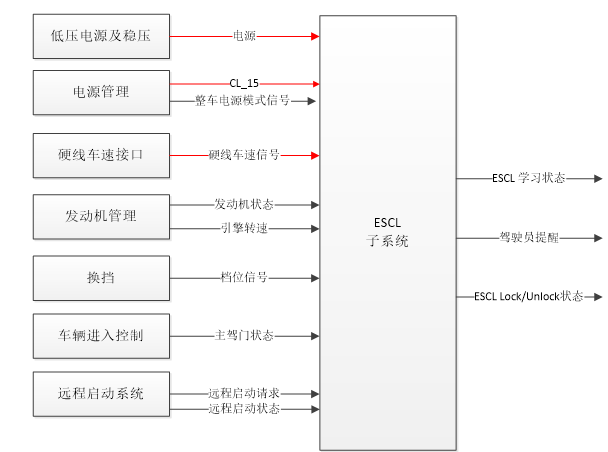 低压电源及稳压
电源
电源管理
CL_15
整车电源模式信号
硬线车速接口
硬线车速信号
发动机管理
发动机状态
引擎转速
换挡
档位信号
车辆进入控制
主驾门状态
远程启动系统
远程启动请求
远程启动状态
ESCL
子系统
ESCL 学习状态
驾驶员提醒
ESCL Lock/Unlock状态